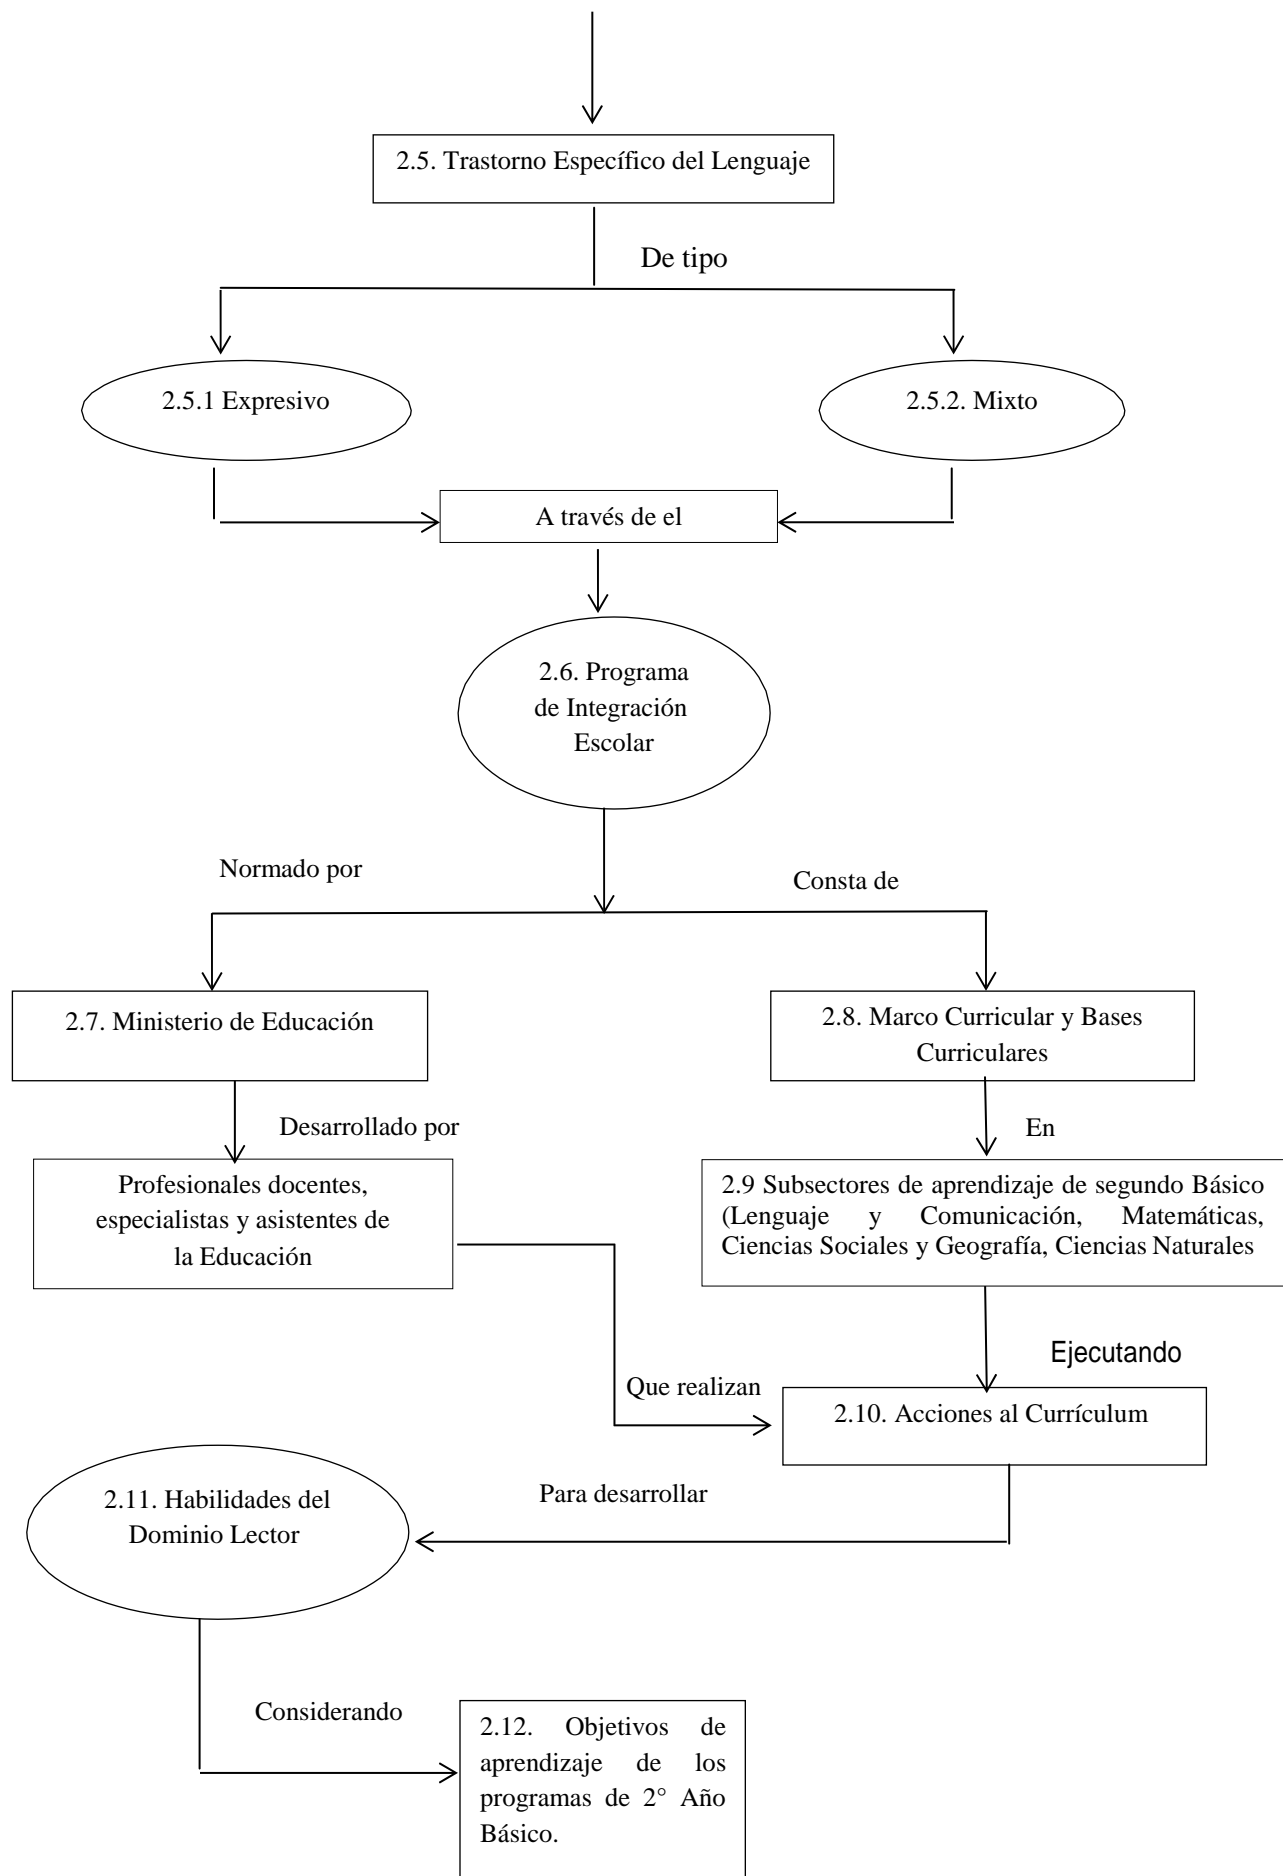 2.5. Trastorno Específico del Lenguaje
De tipo
2.5.1 Expresivo
2.5.2. Mixto
A través de el
2.6. Programa
de Integración
Escolar
Normado por
Consta de
2.7. Ministerio de Educación
2.8. Marco Curricular y Bases
Curriculares
Desarrollado por
En
Profesionales docentes,
especialistas y asistentes de
la Educación
2.9 Subsectores de aprendizaje de segundo Básico
(Lenguaje y Comunicación, Matemáticas,
Ciencias Sociales y Geografía, Ciencias Naturales
Ejecutando
Que realizan
2.10. Acciones al Currículum
Para desarrollar
2.11. Habilidades del
Dominio Lector
Considerando
2.12. Objetivos de
aprendizaje de los
programas de 2° Año
Básico.